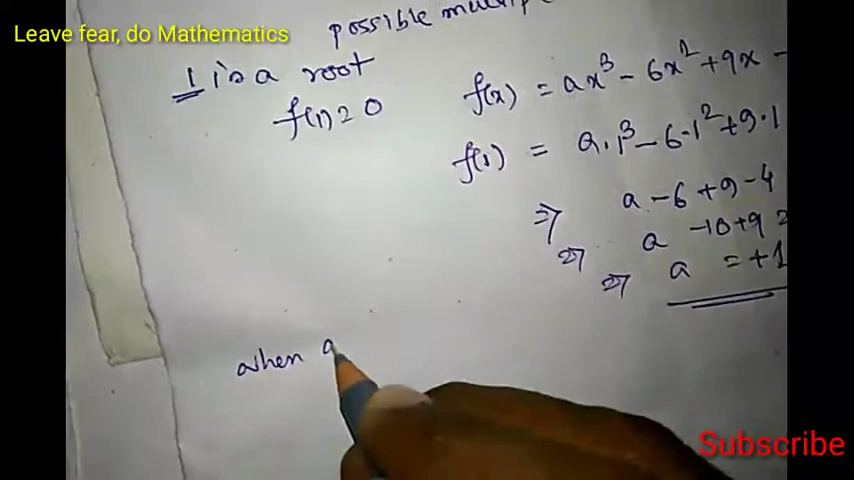 Leave fear, do Mathematics
possible
1 is a root
f(1) = 0
f(x) = ax³ - 6x² + 9x -
f(1) = a.1³ - 6.1² + 9.1
⇒ a - 6 + 9 - 4
⇒ a - 10 + 9 =
⇒ a = +1
when a
Subscribe